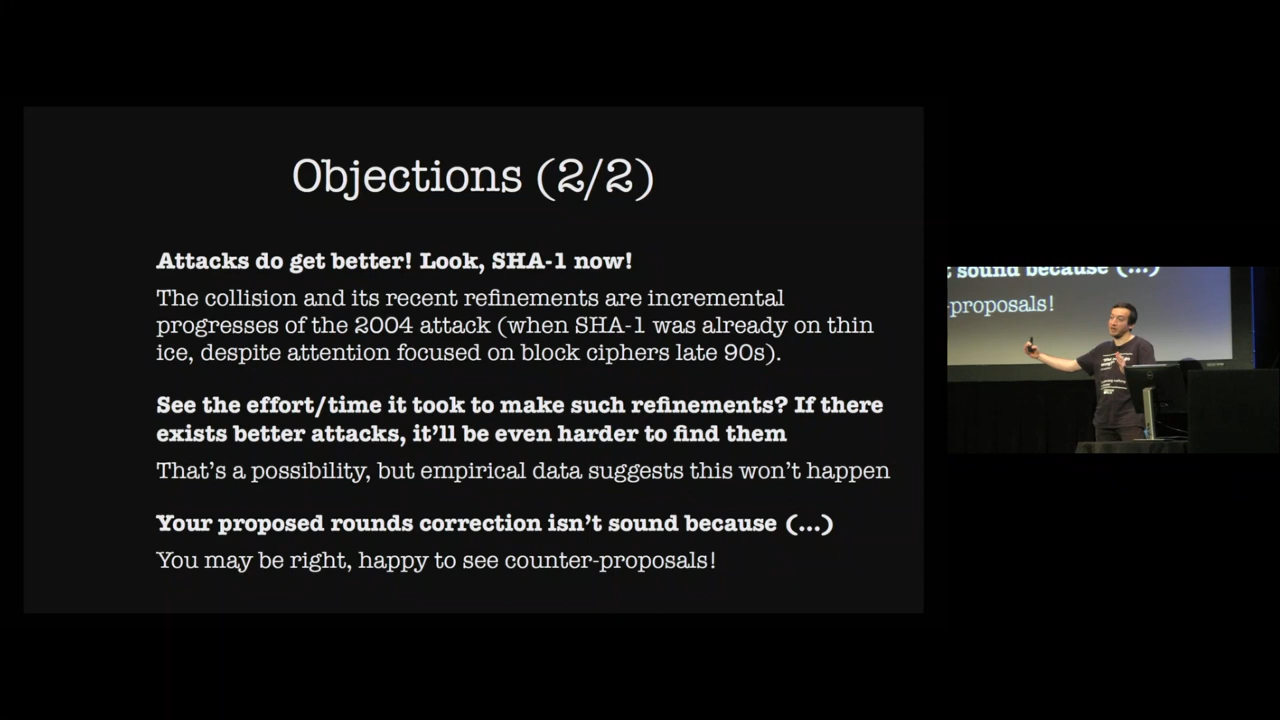 Objections (2/2)
Attacks do get better! Look, SHA-1 now!
The collision and its recent refinements are incremental
progresses of the 2004 attack (when SHA-1 was already on thin
ice, despite attention focused on block ciphers late 90s).
See the effort/time it took to make such refinements? If there
exists better attacks, it'll be even harder to find them
That's a possibility, but empirical data suggests this won't happen
Your proposed rounds correction isn't sound because (...)
You may be right, happy to see counter-proposals!
sound because (...)
-proposals!